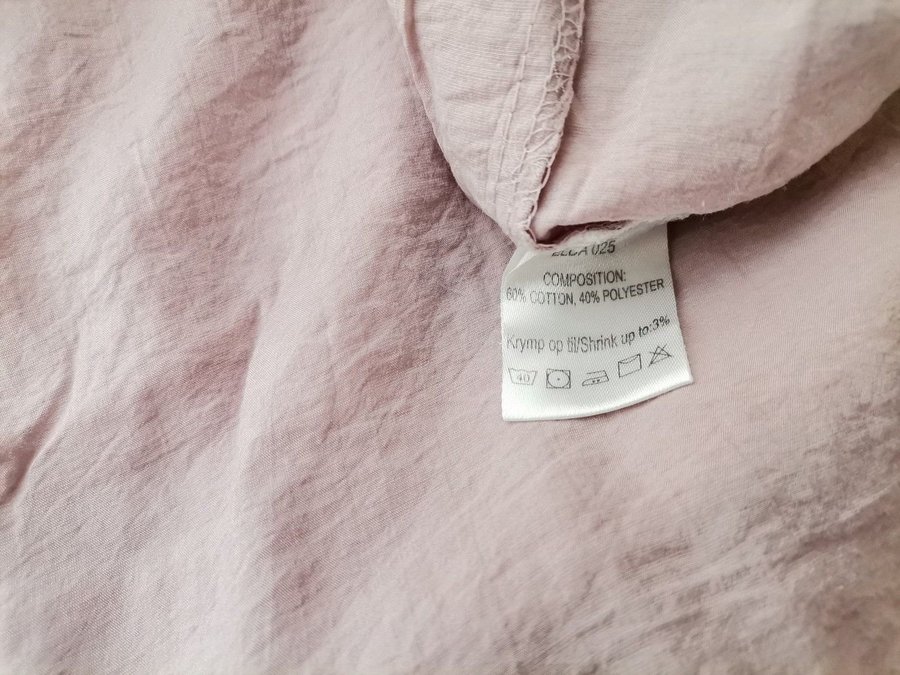 025
COMPOSITION:
60% COTTON, 40% POLYESTER
Krymp op til/Shrink up to:3%
40